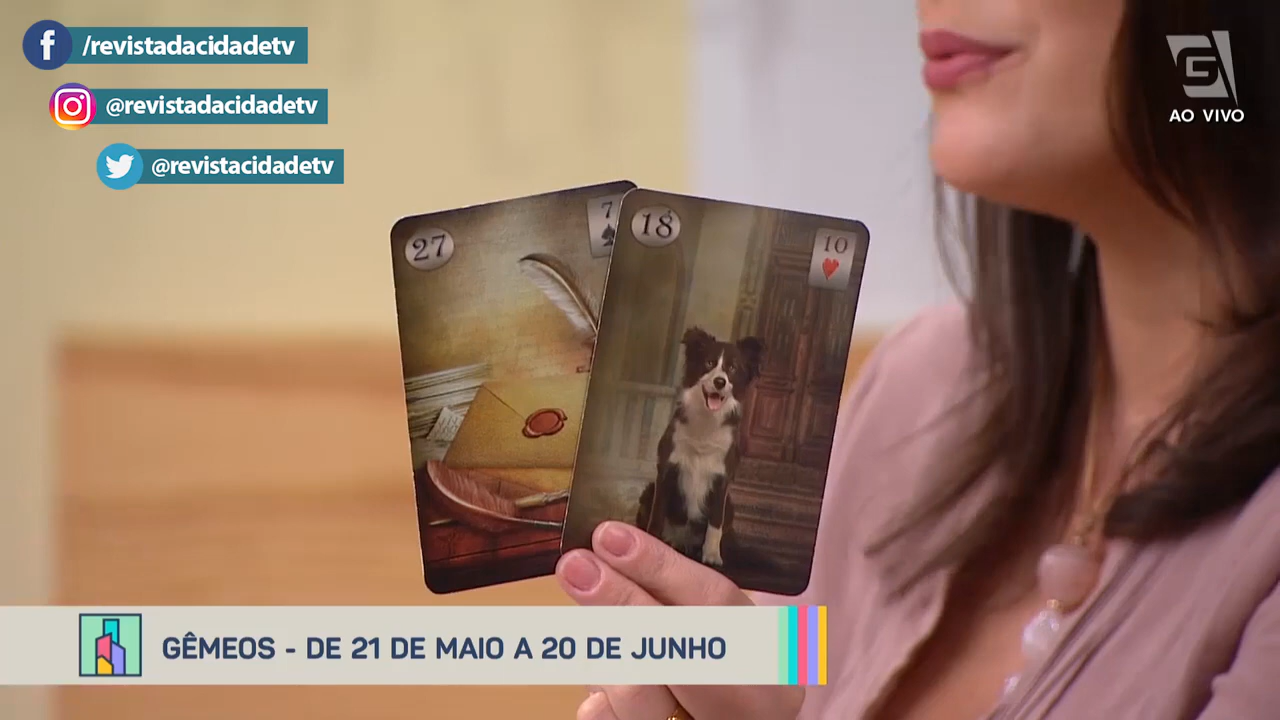 /revistadacidadetv
@revistadacidadetv
@revistacidadetv
AO VIVO
27
7
18
10
GÊMEOS - DE 21 DE MAIO A 20 DE JUNHO